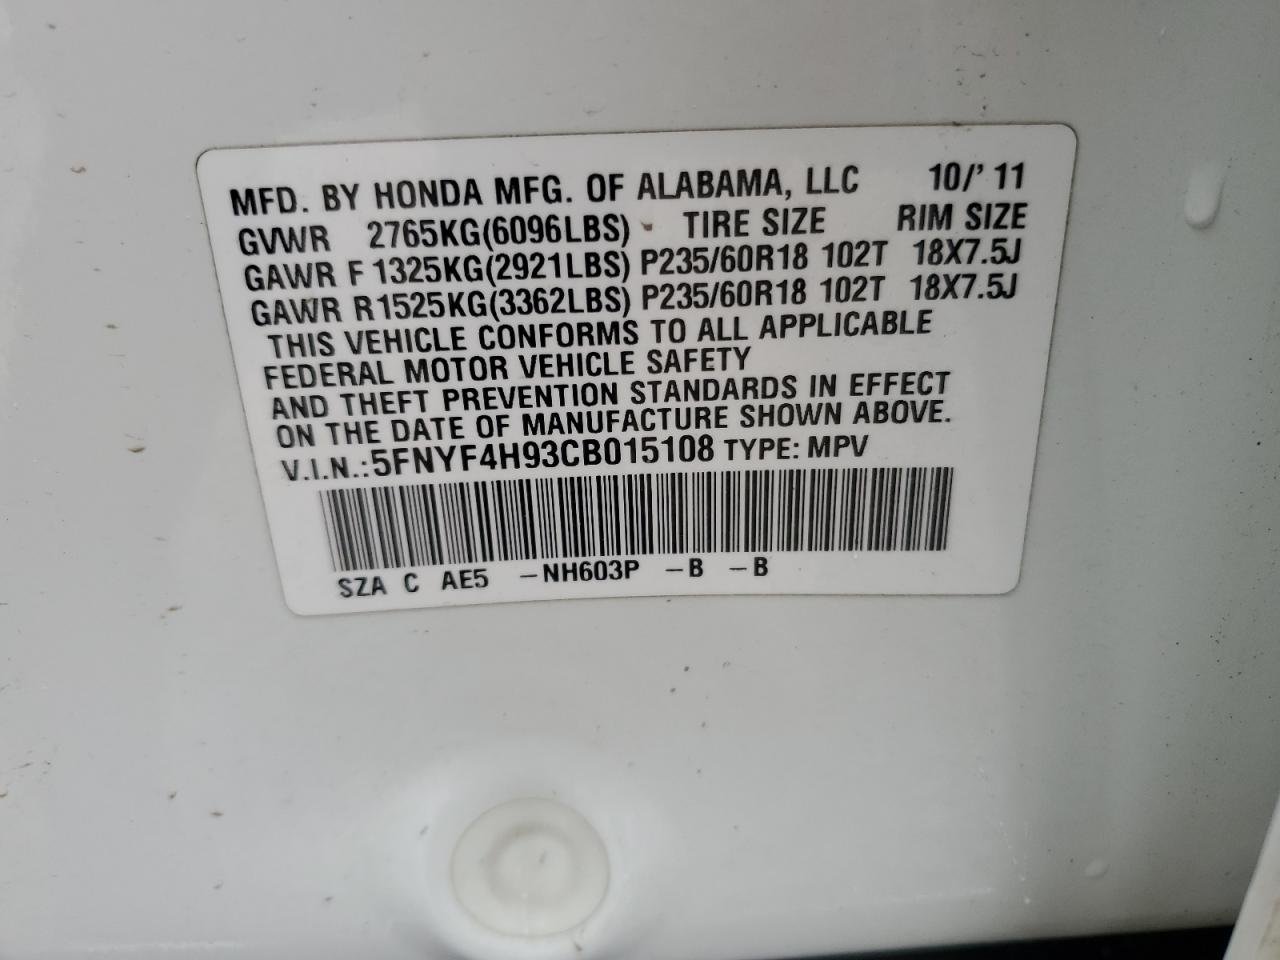 MFD. BY HONDA MFG. OF ALABAMA, LLC 10/' 11
GVWR 2765KG(6096LBS) TIRE SIZE RIM SIZE
GAWR F 1325KG(2921LBS) P235/60R18 102T 18X7.5J
GAWR R1525KG(3362LBS) P235/60R18 102T 18X7.5J
THIS VEHICLE CONFORMS TO ALL APPLICABLE
FEDERAL MOTOR VEHICLE SAFETY
AND THEFT PREVENTION STANDARDS IN EFFECT
ON THE DATE OF MANUFACTURE SHOWN ABOVE.
V.I.N.:5FNYF4H93CB015108 TYPE: MPV
SZA C AE5 -NH603P -B -B